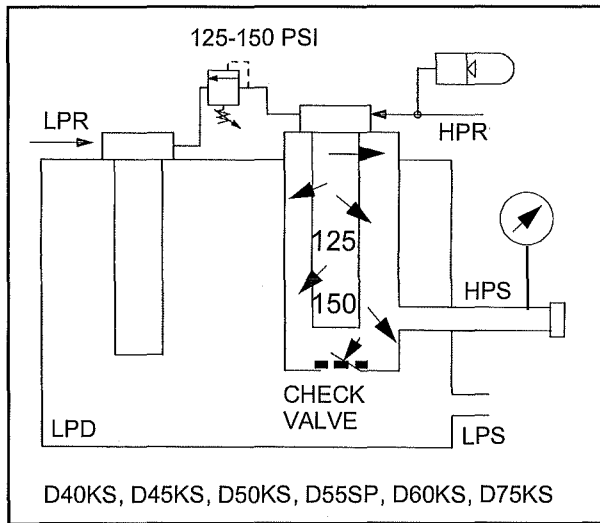 125-150 PSI
LPR
HPR
125
150
HPS
CHECK
VALVE
LPD
LPS
D40KS, D45KS, D50KS, D55SP, D60KS, D75KS